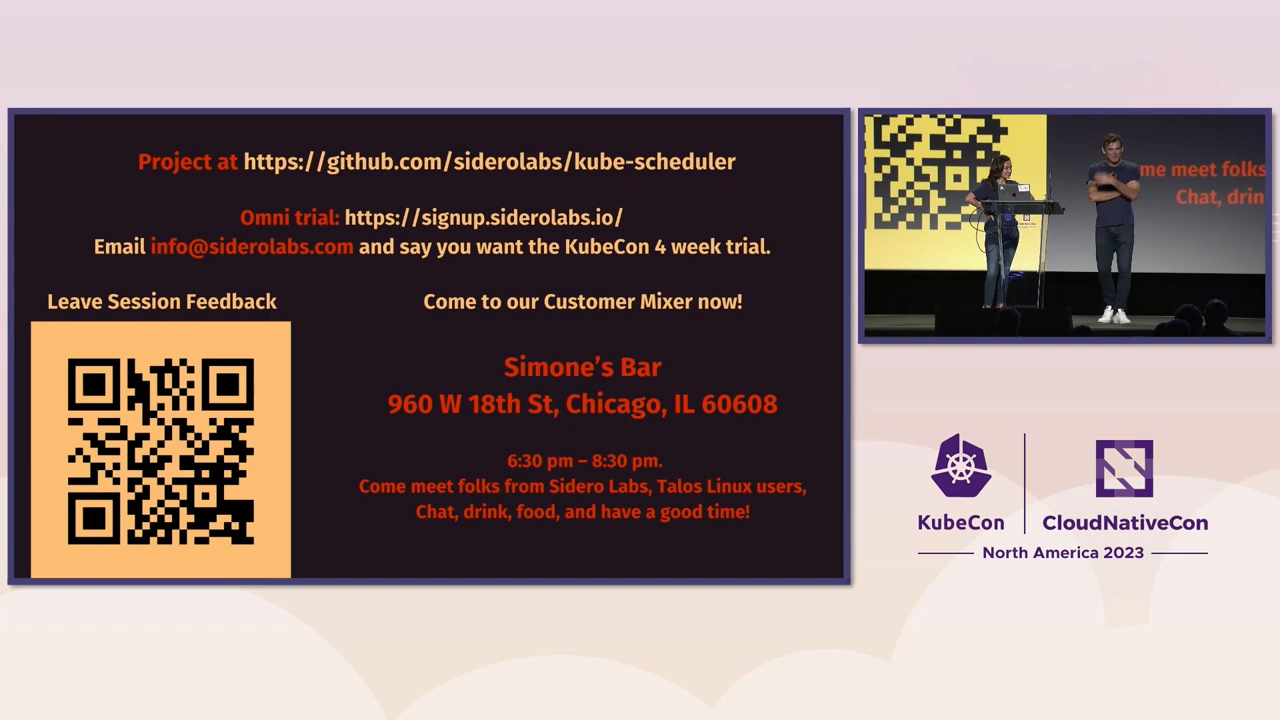 Project at https://github.com/siderolabs/kube-scheduler
Omni trial: https://signup.siderolabs.io/
Email info@siderolabs.com and say you want the KubeCon 4 week trial.
Leave Session Feedback
Come to our Customer Mixer now!
Simone’s Bar
960 W 18th St, Chicago, IL 60608
6:30 pm – 8:30 pm.
Come meet folks from Sidero Labs, Talos Linux users,
Chat, drink, food, and have a good time!
me meet folks
Chat, drin
KubeCon
CloudNativeCon
North America 2023